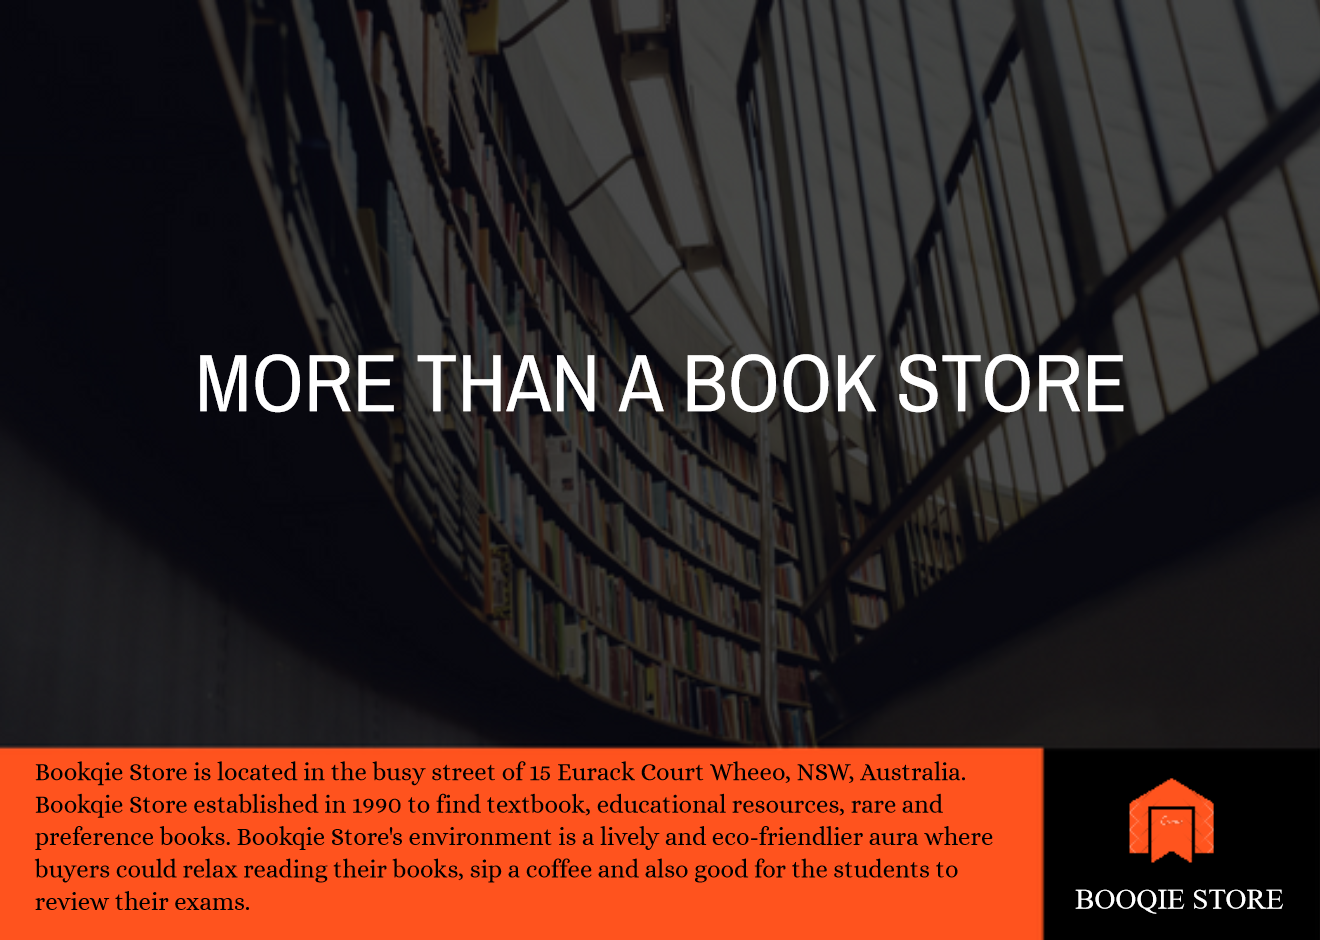 MORE THAN A BOOK STORE
Bookqie Store is located in the busy street of 15 Eurack Court Wheeo, NSW, Australia.
Bookqie Store established in 1990 to find textbook, educational resources, rare and
preference books. Bookqie Store's environment is a lively and eco-friendlier aura where
buyers could relax reading their books, sip a coffee and also good for the students to
review their exams.
BOOQIE STORE